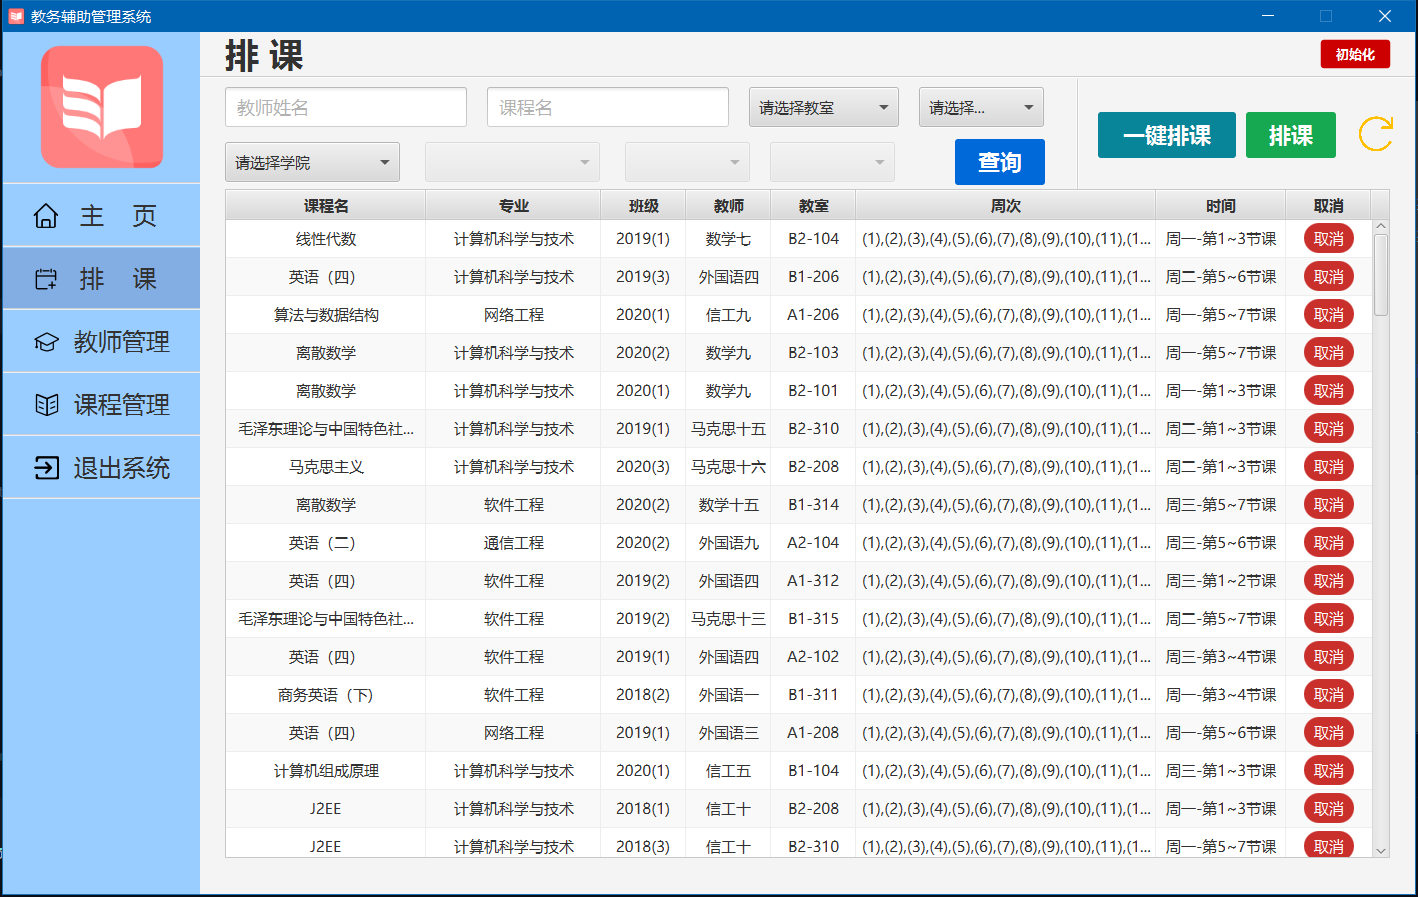 教务辅助管理系统
排 课
初始化
主 页
排 课
教师管理
课程管理
退出系统
教师姓名 课程名 请选择教室 请选择...
请选择学院 查询
一键排课 排课
课程名 专业 班级 教师 教室 周次 时间 取消
线性代数 计算机科学与技术 2019(1) 数学七 B2-104 (1),(2),(3),(4),(5),(6),(7),(8),(9),(10),(11),(1... 周一-第1~3节课 取消
英语（四） 计算机科学与技术 2019(3) 外国语四 B1-206 (1),(2),(3),(4),(5),(6),(7),(8),(9),(10),(11),(1... 周二-第5~6节课 取消
算法与数据结构 网络工程 2020(1) 信工九 A1-206 (1),(2),(3),(4),(5),(6),(7),(8),(9),(10),(11),(1... 周一-第5~7节课 取消
离散数学 计算机科学与技术 2020(2) 数学九 B2-103 (1),(2),(3),(4),(5),(6),(7),(8),(9),(10),(11),(1... 周一-第5~7节课 取消
离散数学 计算机科学与技术 2020(1) 数学九 B2-101 (1),(2),(3),(4),(5),(6),(7),(8),(9),(10),(11),(1... 周一-第1~3节课 取消
毛泽东理论与中国特色社... 计算机科学与技术 2019(1) 马克思十五 B2-310 (1),(2),(3),(4),(5),(6),(7),(8),(9),(10),(11),(1... 周二-第1~3节课 取消
马克思主义 计算机科学与技术 2020(3) 马克思十六 B2-208 (1),(2),(3),(4),(5),(6),(7),(8),(9),(10),(11),(1... 周二-第1~3节课 取消
离散数学 软件工程 2020(2) 数学十五 B1-314 (1),(2),(3),(4),(5),(6),(7),(8),(9),(10),(11),(1... 周三-第5~7节课 取消
英语（二） 通信工程 2020(2) 外国语九 A2-104 (1),(2),(3),(4),(5),(6),(7),(8),(9),(10),(11),(1... 周三-第5~6节课 取消
英语（四） 软件工程 2019(2) 外国语四 A1-312 (1),(2),(3),(4),(5),(6),(7),(8),(9),(10),(11),(1... 周三-第1~2节课 取消
毛泽东理论与中国特色社... 软件工程 2019(2) 马克思十三 B1-315 (1),(2),(3),(4),(5),(6),(7),(8),(9),(10),(11),(1... 周二-第5~7节课 取消
英语（四） 软件工程 2019(1) 外国语四 A2-102 (1),(2),(3),(4),(5),(6),(7),(8),(9),(10),(11),(1... 周三-第3~4节课 取消
商务英语（下） 软件工程 2018(2) 外国语一 B1-311 (1),(2),(3),(4),(5),(6),(7),(8),(9),(10),(11),(1... 周一-第3~4节课 取消
英语（四） 网络工程 2019(1) 外国语三 A1-208 (1),(2),(3),(4),(5),(6),(7),(8),(9),(10),(11),(1... 周一-第5~6节课 取消
计算机组成原理 计算机科学与技术 2020(1) 信工五 B1-104 (1),(2),(3),(4),(5),(6),(7),(8),(9),(10),(11),(1... 周三-第1~3节课 取消
J2EE 计算机科学与技术 2018(1) 信工十 B2-208 (1),(2),(3),(4),(5),(6),(7),(8),(9),(10),(11),(1... 周一-第1~3节课 取消
J2EE 计算机科学与技术 2018(3) 信工十 B2-310 (1),(2),(3),(4),(5),(6),(7),(8),(9),(10),(11),(1... 周一-第5~7节课 取消